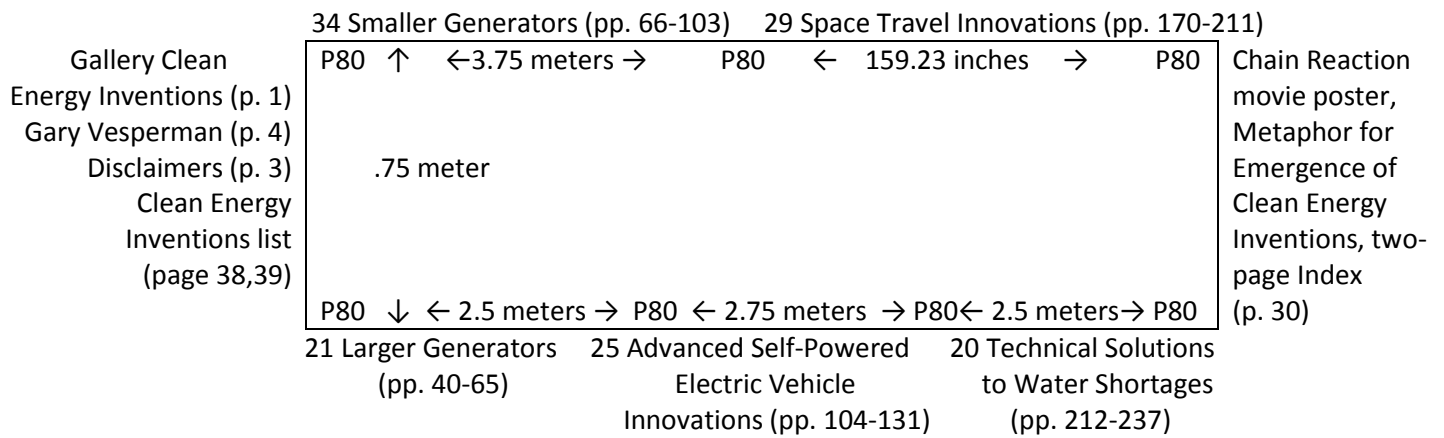 34 Smaller Generators (pp. 66-103) 29 Space Travel Innovations (pp. 170-211)
Gallery Clean
Energy Inventions (p. 1)
Gary Vesperman (p. 4)
Disclaimers (p. 3)
Clean Energy
Inventions list
(page 38,39)
P80 ↑ ←3.75 meters → P80 ← 159.23 inches → P80
.75 meter
P80 ↓ ← 2.5 meters → P80 ← 2.75 meters → P80← 2.5 meters→ P80
Chain Reaction
movie poster,
Metaphor for
Emergence of
Clean Energy
Inventions, two-
page Index
(p. 30)
21 Larger Generators
(pp. 40-65)
25 Advanced Self-Powered
Electric Vehicle
Innovations (pp. 104-131)
20 Technical Solutions
to Water Shortages
(pp. 212-237)